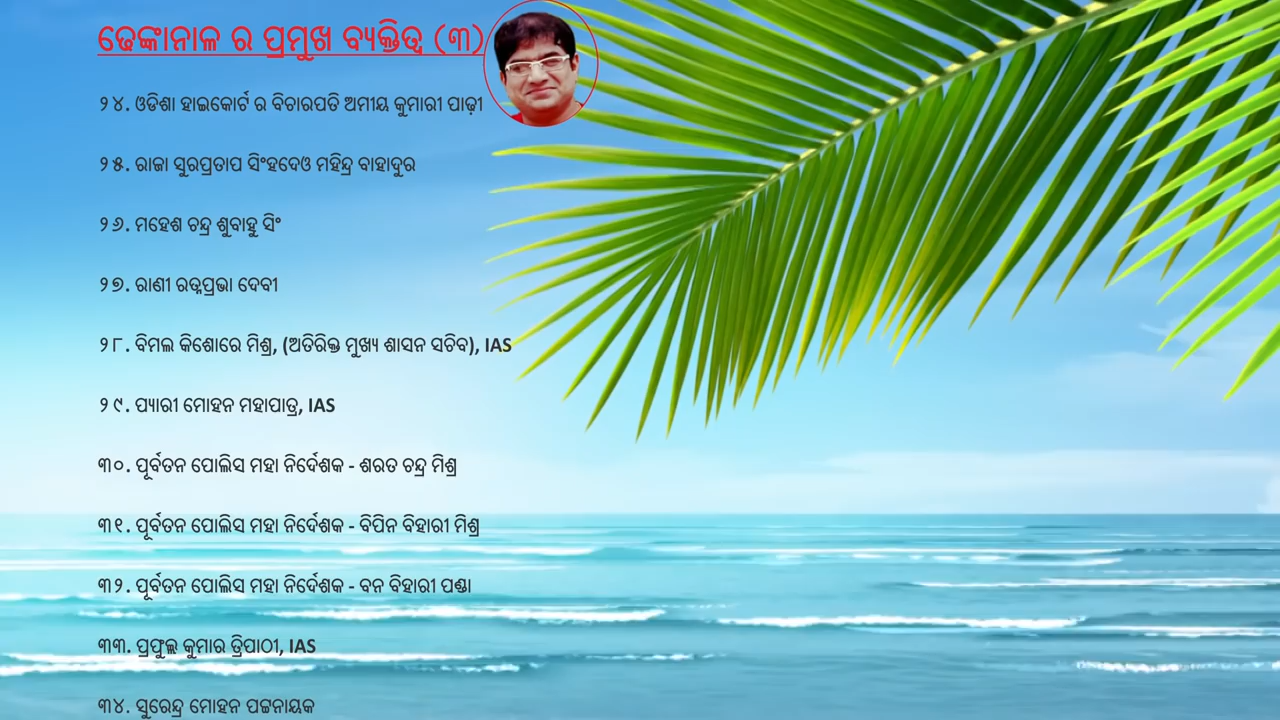 ଢେଙ୍କାନାଳ ର ପ୍ରମୁଖ ବ୍ୟକ୍ତିତ୍ୱ (୩)
୨୪. ଓଡିଶା ହାଇକୋର୍ଟ ର ବିଚାରପତି ଅମୀୟ କୁମାରୀ ପାଢ଼ୀ
୨୫. ରାଜା ସୁରପ୍ରତାପ ସିଂହଦେଓ ମହିନ୍ଦ୍ର ବାହାଦୁର
୨୬. ମହେଶ ଚନ୍ଦ୍ର ଶୁବାହୁ ସିଂ
୨୭. ରାଣୀ ରତ୍ନପ୍ରଭା ଦେବୀ
୨୮. ବିମଲ କିଶୋରେ ମିଶ୍ର, (ଅତିରିକ୍ତ ମୁଖ୍ୟ ଶାସନ ସଚିବ), IAS
୨୯. ପ୍ୟାରୀ ମୋହନ ମହାପାତ୍ର, IAS
୩୦. ପୂର୍ବତନ ପୋଲିସ ମହା ନିର୍ଦେଶକ - ଶରତ ଚନ୍ଦ୍ର ମିଶ୍ର
୩୧. ପୂର୍ବତନ ପୋଲିସ ମହା ନିର୍ଦେଶକ - ବିପିନ ବିହାରୀ ମିଶ୍ର
୩୨. ପୂର୍ବତନ ପୋଲିସ ମହା ନିର୍ଦେଶକ - ବନ ବିହାରୀ ପଣ୍ଡା
୩୩. ପ୍ରଫୁଲ୍ଲ କୁମାର ତ୍ରିପାଠୀ, IAS
୩୪. ସୁରେନ୍ଦ୍ର ମୋହନ ପଟ୍ଟନାୟକ